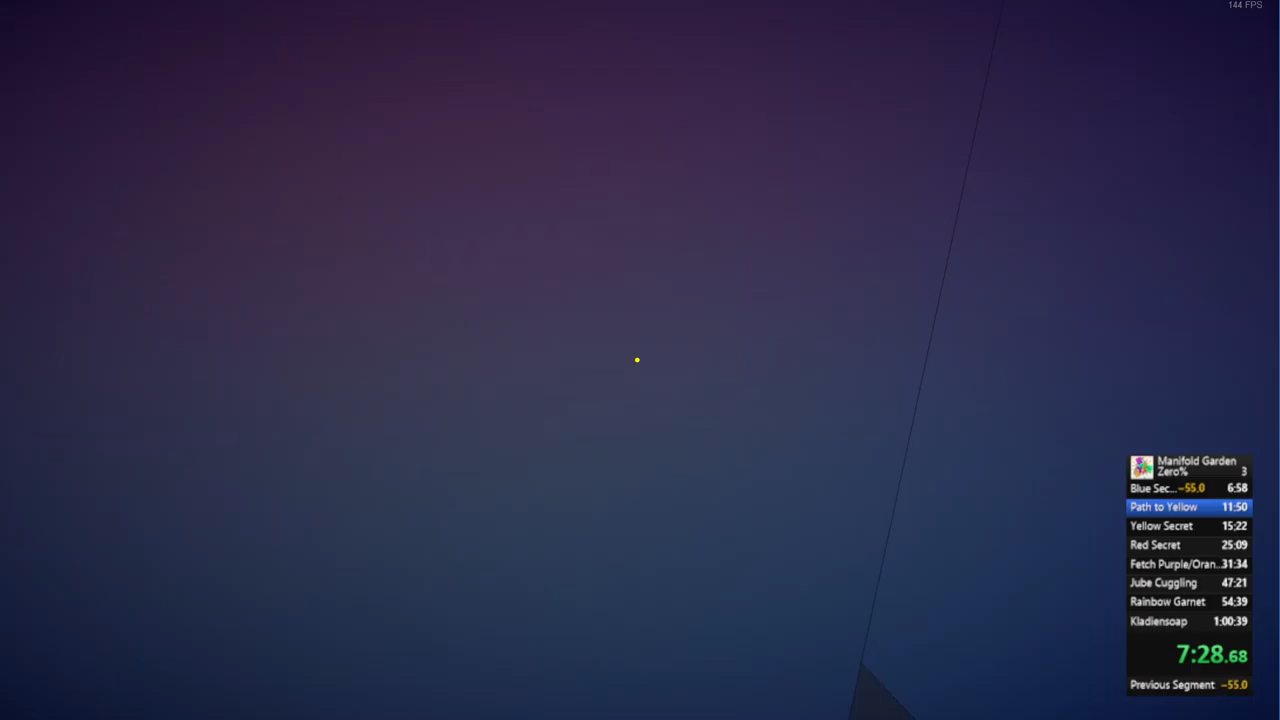 144 FPS
Manifold Garden
Zero% 3
Blue Sec... -55.0 6:58
Path to Yellow 11:50
Yellow Secret 15:22
Red Secret 25:09
Fetch Purple/Oran... 31:34
Jube Cuggling 47:21
Rainbow Garnet 54:39
Kladiensoap 1:00:39
7:28.68
Previous Segment -55.0